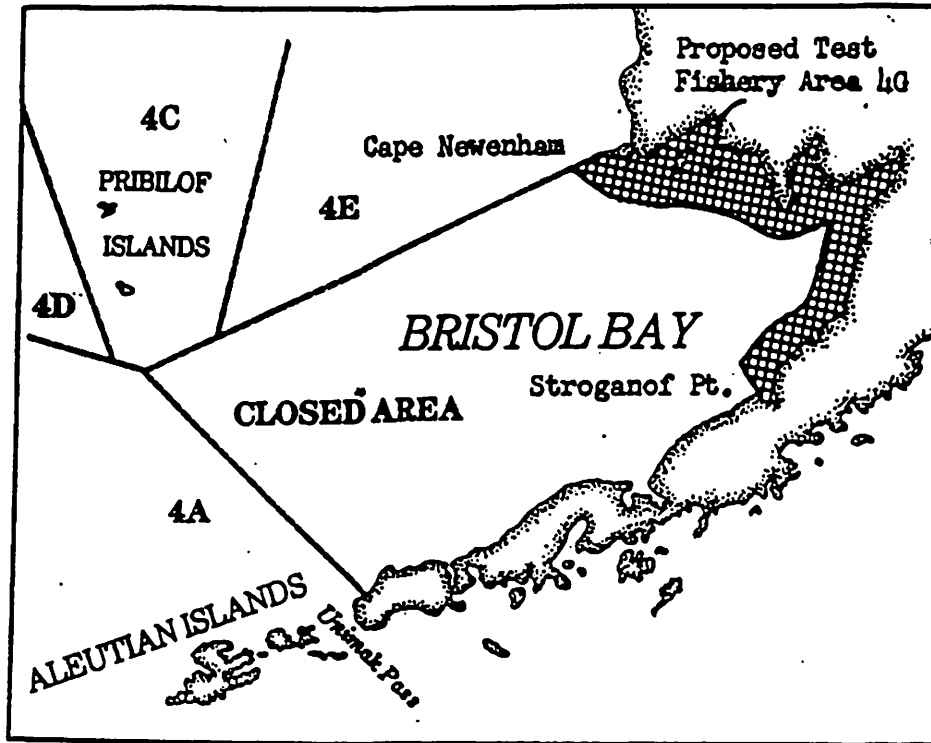 Proposed Test
Fishery Area 4G
4C
Cape Newenham
PRIBILOF
4E
ISLANDS
4D
BRISTOL BAY
Stroganof Pt.
CLOSED AREA
4A
ALEUTIAN ISLANDS
Unimak Pass